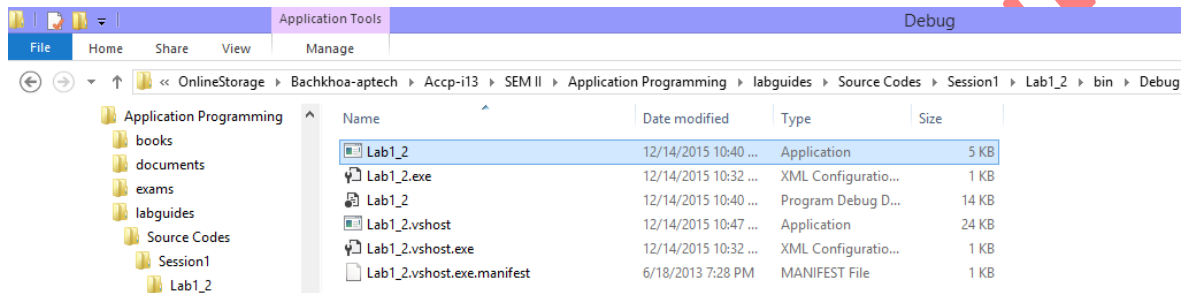 Application Tools Debug
File Home Share View Manage
« OnlineStorage Bachkhoa-aptech Accp-i13 SEM II Application Programming labguides Source Codes Session1 Lab1_2 bin Debug
Application Programming Name Date modified Type Size
books
Lab1_2 12/14/2015 10:40 ... Application 5 KB
documents
Lab1_2.exe 12/14/2015 10:32 ... XML Configuratio... 1 KB
exams
Lab1_2 12/14/2015 10:40 ... Program Debug D... 14 KB
labguides
Lab1_2.vshost 12/14/2015 10:47 ... Application 24 KB
Source Codes
Lab1_2.vshost.exe 12/14/2015 10:32 ... XML Configuratio... 1 KB
Session1
Lab1_2.vshost.exe.manifest 6/18/2013 7:28 PM MANIFEST File 1 KB
Lab1_2